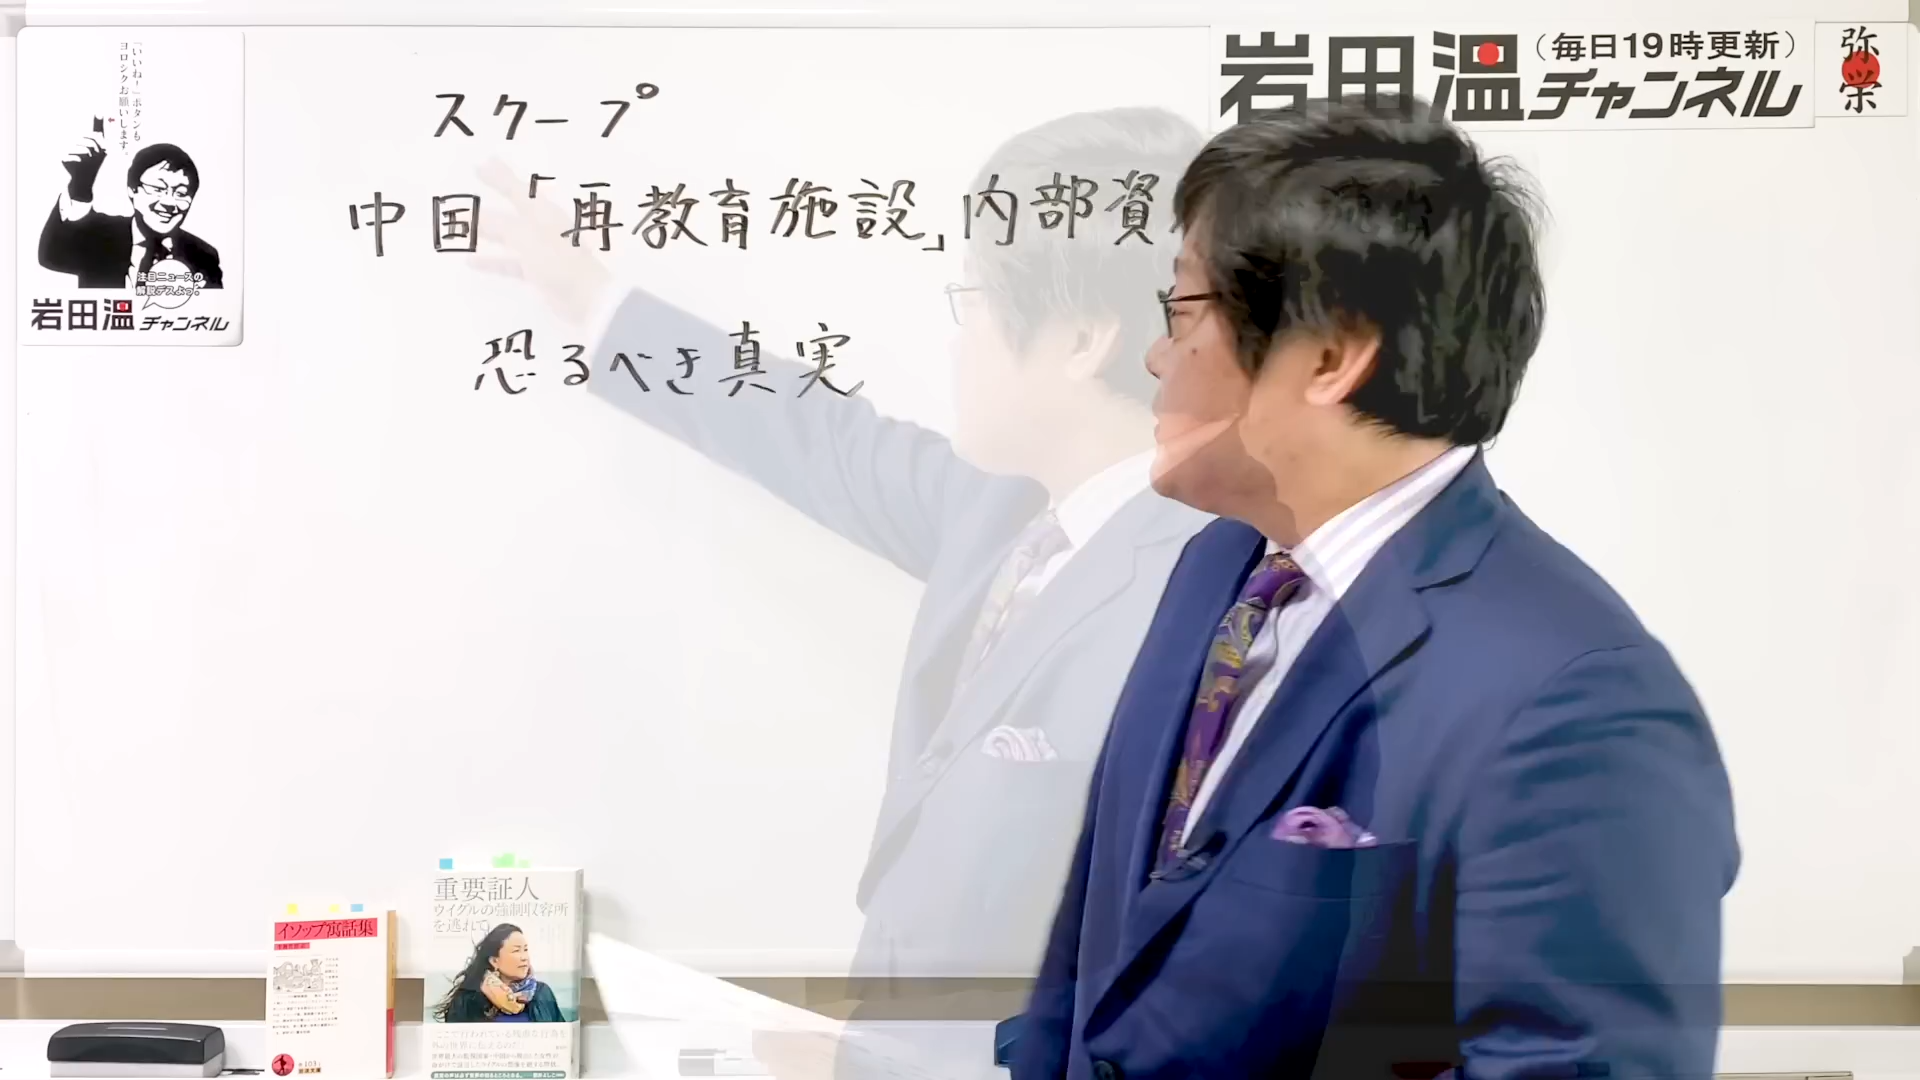 スクープ
中国「再教育施設」内部資
恐るべき真実
岩田温
チャンネル
(毎日19時更新)
弥栄
「いいね!」ボタンも
ヨロシクお願いします。
注目ニュースの
解説デスよっ!
岩田温チャンネル
イソップ寓話集
重要証人
ウイグルの強制収容所
を逃れて
岩波文庫